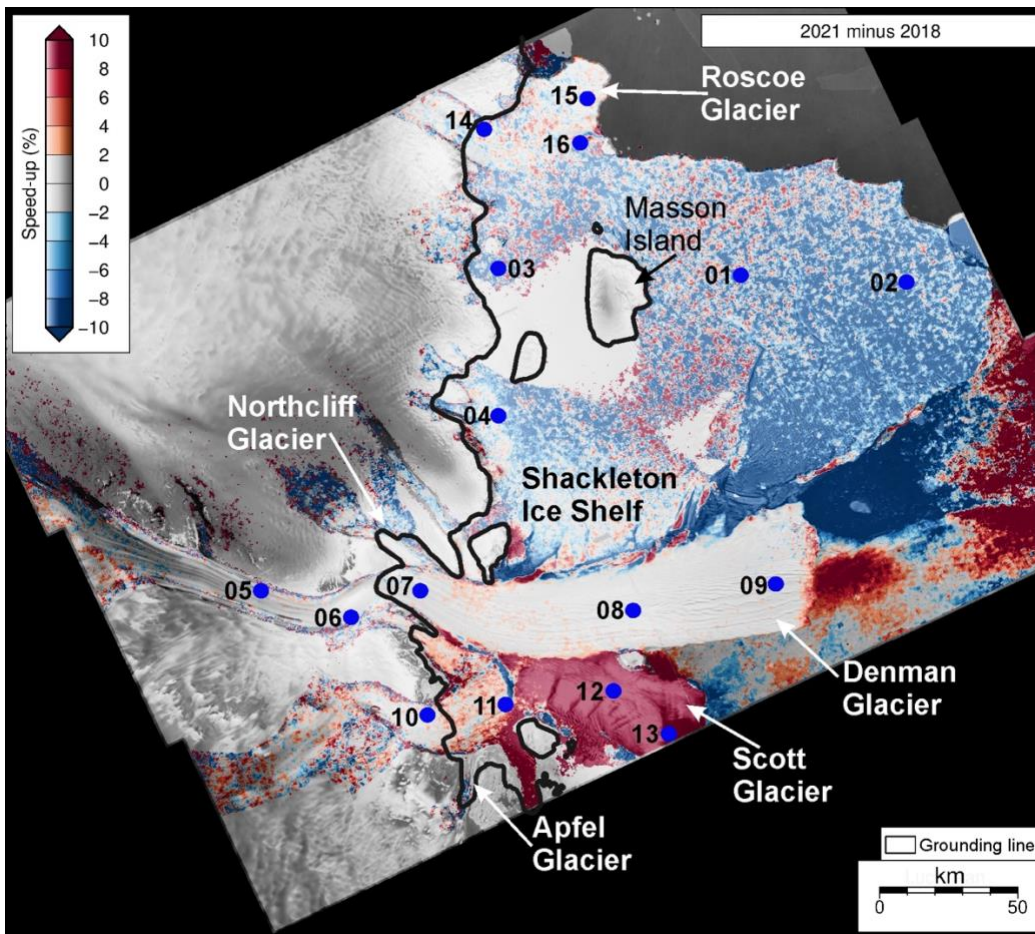 2021 minus 2018
10
8
6
4
2
0
−2
−4
−6
−8
−10
Speed-up (%)
Roscoe
Glacier
15
14
16
Masson
Island
03
01
02
Northcliff
Glacier
04
Shackleton
Ice Shelf
05
07
06
08
09
Denman
Glacier
12
11
10
13
Scott
Glacier
Apfel
Glacier
Grounding line
km
0 50